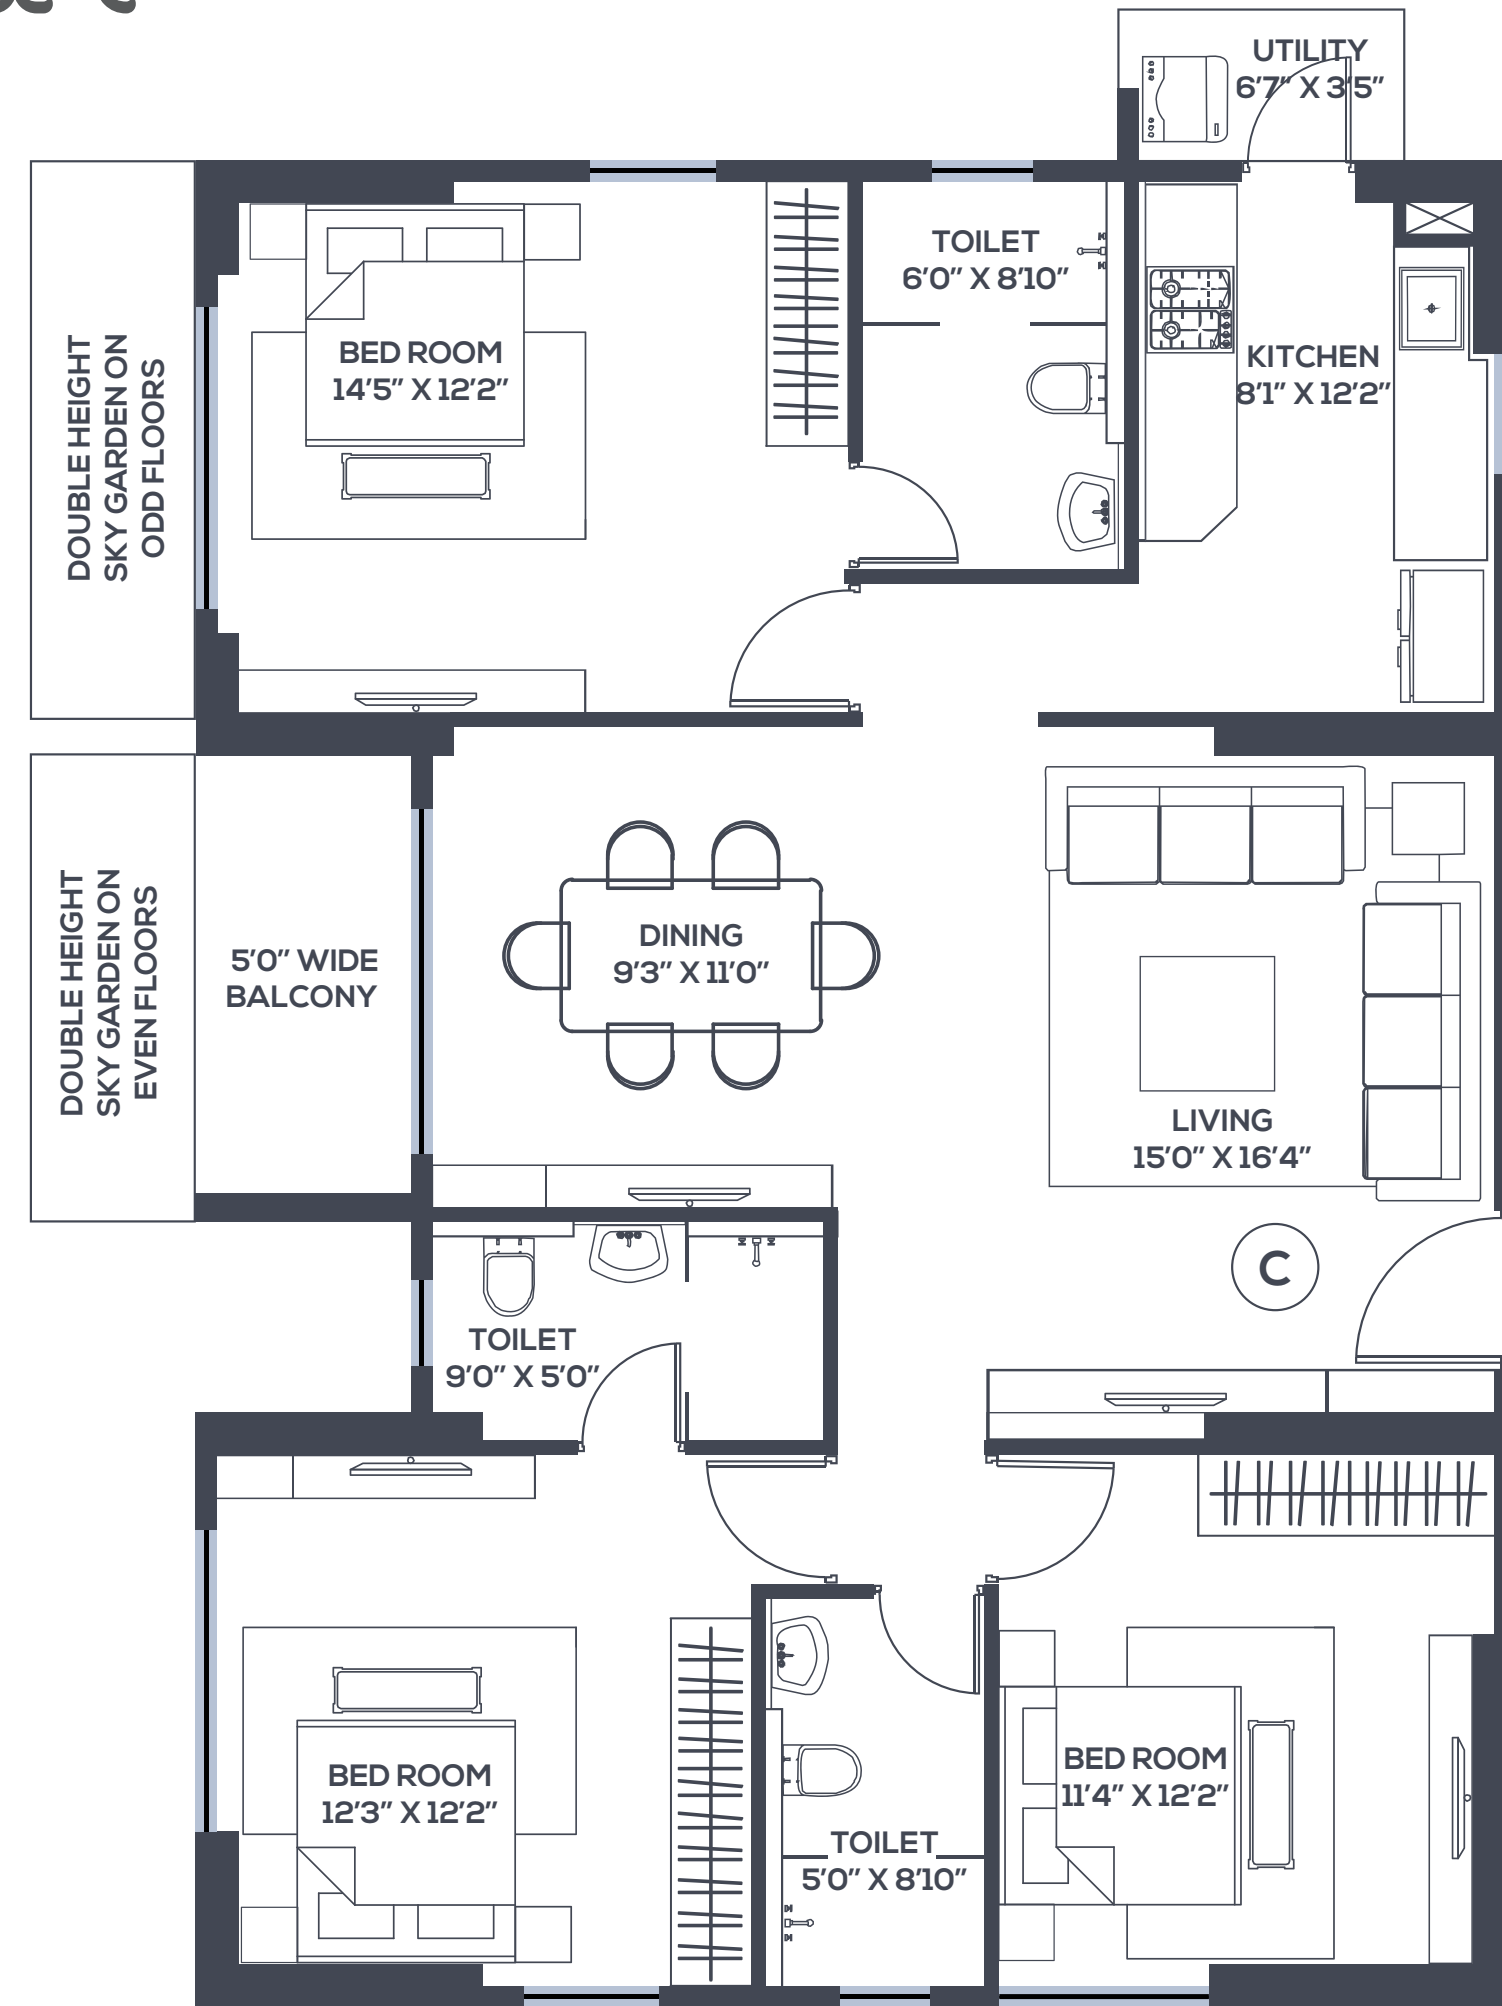 UTILITY
6'7" X 3'5"
TOILET
6'0" X 8'10"
BED ROOM
14'5" X 12'2"
KITCHEN
8'1" X 12'2"
DOUBLE HEIGHT
SKY GARDEN ON
ODD FLOORS
DOUBLE HEIGHT
SKY GARDEN ON
EVEN FLOORS
5'0" WIDE
BALCONY
DINING
9'3" X 11'0"
LIVING
15'0" X 16'4"
C
TOILET
9'0" X 5'0"
BED ROOM
12'3" X 12'2"
TOILET
5'0" X 8'10"
BED ROOM
11'4" X 12'2"